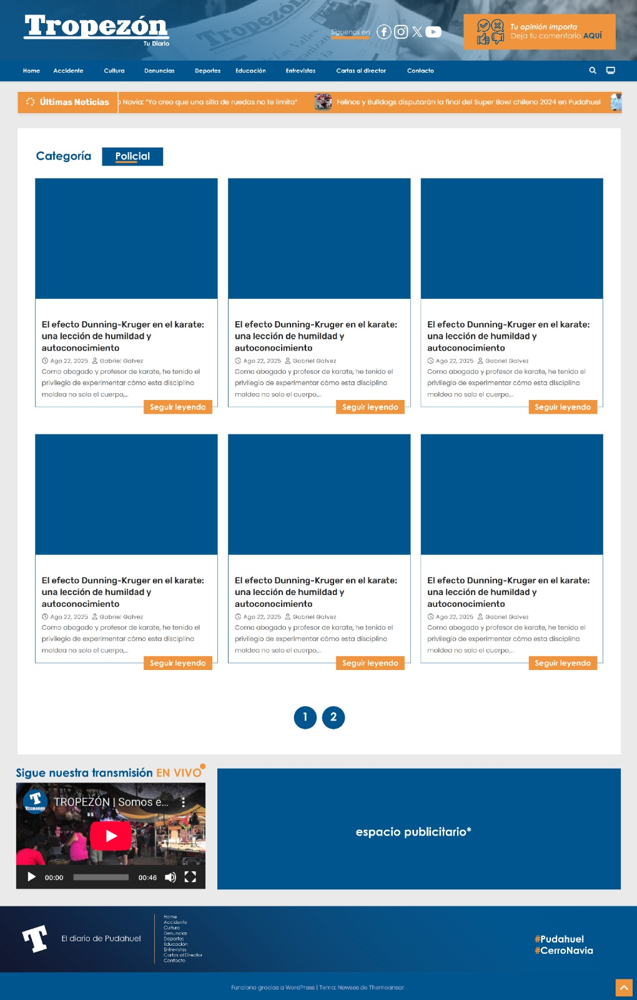 Tropezón
Tu Diario
Síguenos en
Tu opinión importa
Deja tu comentario AQUÍ
Home Accidente Cultura Denuncias Deportes Educación Entrevistas Cartas al director Contacto
Últimas Noticias
o Navia: "Yo creo que una silla de ruedas no te limita" Felinos y Bulldogs disputarán la final del Super Bowl chileno 2024 en Pudahuel
Categoría Policial
El efecto Dunning-Kruger en el karate:
una lección de humildad y
autoconocimiento
Ago 22, 2025 Gabriel Galvez
Como abogado y profesor de karate, he tenido el
privilegio de experimentar cómo esta disciplina
moldea no solo el cuerpo,...
Seguir leyendo
El efecto Dunning-Kruger en el karate:
una lección de humildad y
autoconocimiento
Ago 22, 2025 Gabriel Galvez
Como abogado y profesor de karate, he tenido el
privilegio de experimentar cómo esta disciplina
moldea no solo el cuerpo,...
Seguir leyendo
El efecto Dunning-Kruger en el karate:
una lección de humildad y
autoconocimiento
Ago 22, 2025 Gabriel Galvez
Como abogado y profesor de karate, he tenido el
privilegio de experimentar cómo esta disciplina
moldea no solo el cuerpo,...
Seguir leyendo
El efecto Dunning-Kruger en el karate:
una lección de humildad y
autoconocimiento
Ago 22, 2025 Gabriel Galvez
Como abogado y profesor de karate, he tenido el
privilegio de experimentar cómo esta disciplina
moldea no solo el cuerpo,...
Seguir leyendo
El efecto Dunning-Kruger en el karate:
una lección de humildad y
autoconocimiento
Ago 22, 2025 Gabriel Galvez
Como abogado y profesor de karate, he tenido el
privilegio de experimentar cómo esta disciplina
moldea no solo el cuerpo,...
Seguir leyendo
El efecto Dunning-Kruger en el karate:
una lección de humildad y
autoconocimiento
Ago 22, 2025 Gabriel Galvez
Como abogado y profesor de karate, he tenido el
privilegio de experimentar cómo esta disciplina
moldea no solo el cuerpo,...
Seguir leyendo
1 2
Sigue nuestra transmisión EN VIVO
T
Tropezón
TROPEZÓN | Somos e...
00:00 00:46
espacio publicitario*
T
El diario de Pudahuel
Home
Accidente
Cultura
Denuncias
Deportes
Educación
Entrevistas
Cartas al Director
Contacto
#Pudahuel
#CerroNavia
Funciona gracias a WordPress | Tema: Newses de Themeansar.